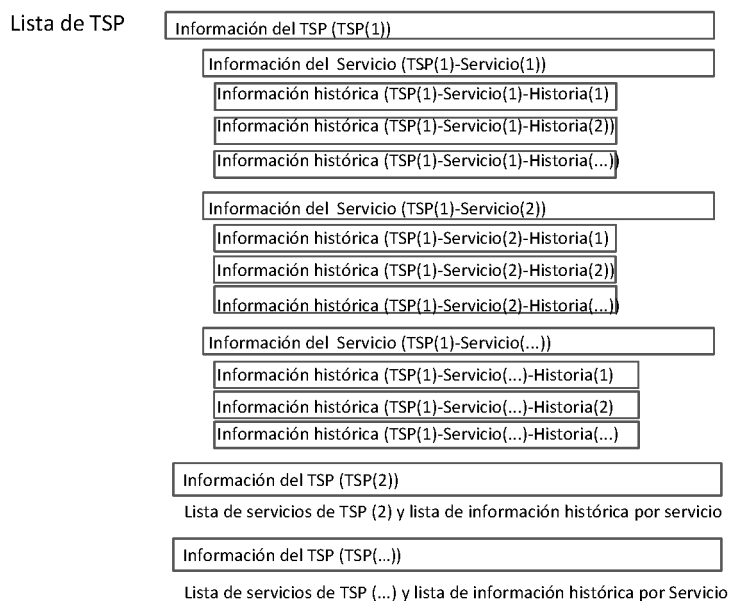 Lista de TSP
Información del TSP (TSP(1))
Información del Servicio (TSP(1)-Servicio(1))
Información histórica (TSP(1)-Servicio(1)-Historia(1)
Información histórica (TSP(1)-Servicio(1)-Historia(2))
Información histórica (TSP(1)-Servicio(1)-Historia(...))
Información del Servicio (TSP(1)-Servicio(2))
Información histórica (TSP(1)-Servicio(2)-Historia(1)
Información histórica (TSP(1)-Servicio(2)-Historia(2))
Información histórica (TSP(1)-Servicio(2)-Historia(...))
Información del Servicio (TSP(1)-Servicio(...))
Información histórica (TSP(1)-Servicio(...)-Historia(1)
Información histórica (TSP(1)-Servicio(...)-Historia(2)
Información histórica (TSP(1)-Servicio(...)-Historia(...)
Información del TSP (TSP(2))
Lista de servicios de TSP (2) y lista de información histórica por servicio
Información del TSP (TSP(...))
Lista de servicios de TSP (...) y lista de información histórica por Servicio